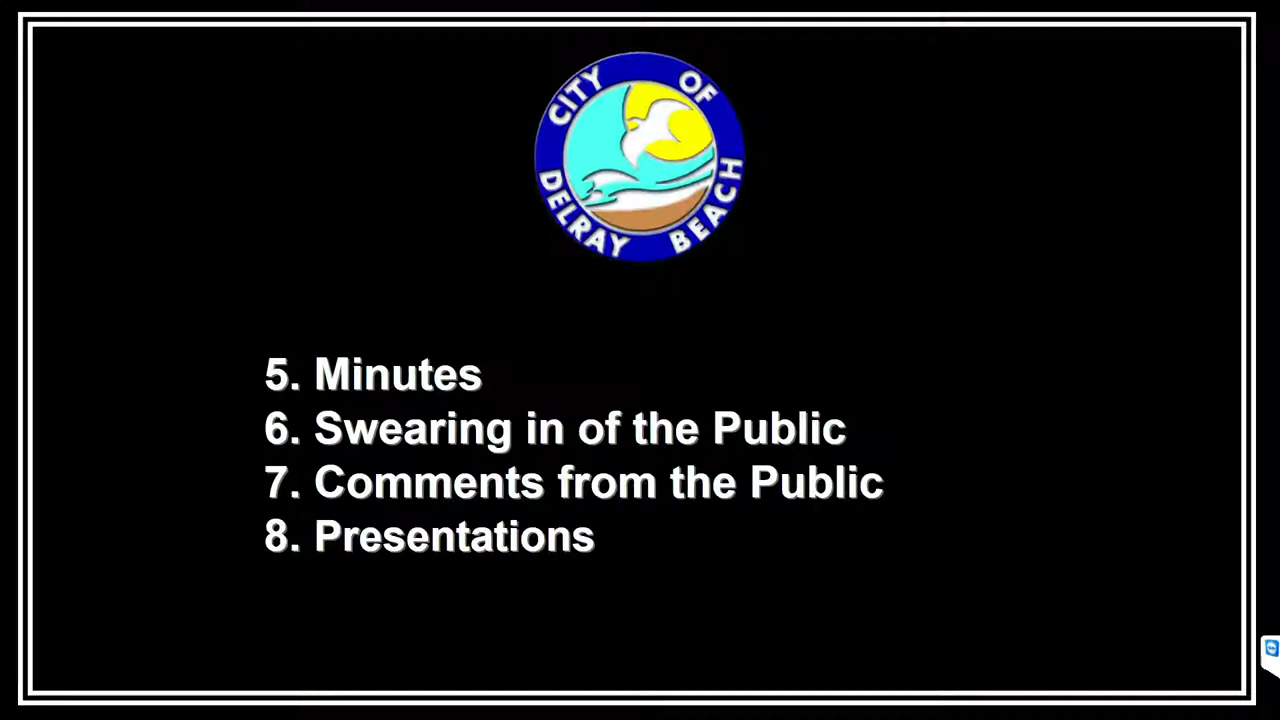 CITY OF
DELRAY BEACH
5. Minutes
6. Swearing in of the Public
7. Comments from the Public
8. Presentations